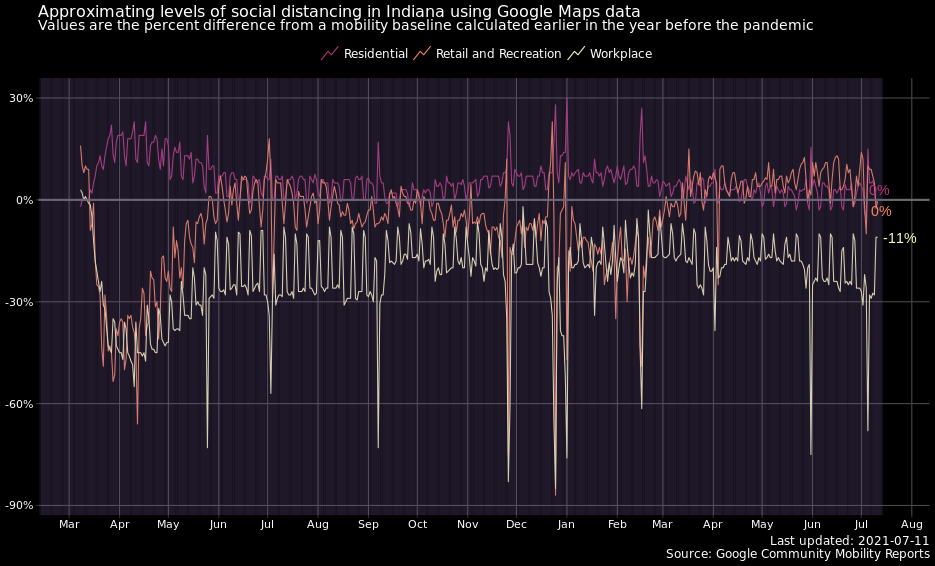 Approximating levels of social distancing in Indiana using Google Maps data
Values are the percent difference from a mobility baseline calculated earlier in the year before the pandemic
Residential Retail and Recreation Workplace
30%
0%
-30%
-60%
-90%
0%
0%
-11%
Mar Apr May Jun Jul Aug Sep Oct Nov Dec Jan Feb Mar Apr May Jun Jul Aug
Last updated: 2021-07-11
Source: Google Community Mobility Reports